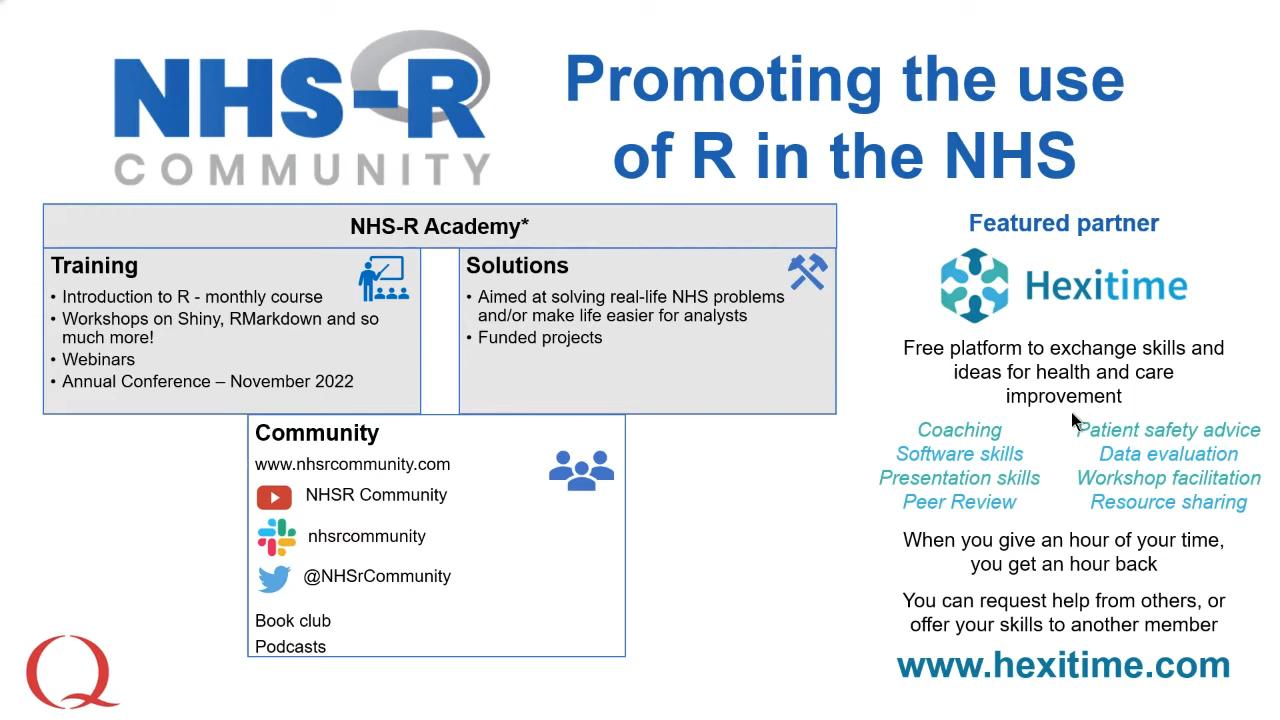 NHS-R
COMMUNITY
Promoting the use
of R in the NHS
NHS-R Academy*
Training
• Introduction to R - monthly course
• Workshops on Shiny, RMarkdown and so
much more!
• Webinars
• Annual Conference – November 2022
Solutions
• Aimed at solving real-life NHS problems
and/or make life easier for analysts
• Funded projects
Community
www.nhsrcommunity.com
NHSR Community
nhsrcommunity
@NHSrCommunity
Book club
Podcasts
Q
Featured partner
Hexitime
Free platform to exchange skills and
ideas for health and care
improvement
Coaching
Software skills
Presentation skills
Peer Review
Patient safety advice
Data evaluation
Workshop facilitation
Resource sharing
When you give an hour of your time,
you get an hour back
You can request help from others, or
offer your skills to another member
www.hexitime.com